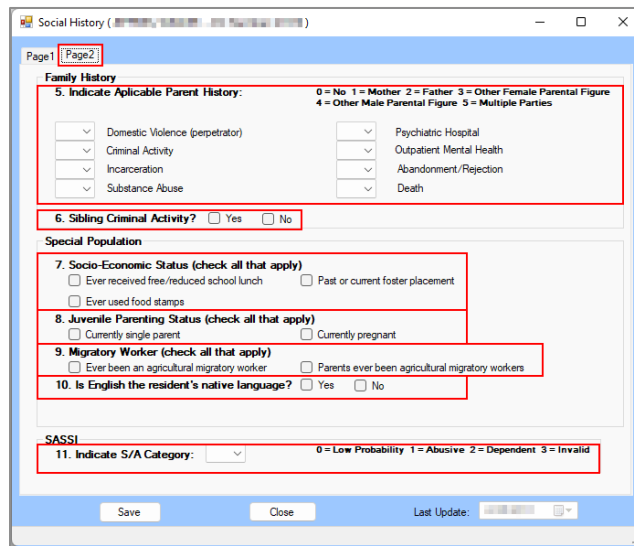 Social History (
)
Page1 Page2
Family History
5. Indicate Aplicable Parent History:
0 = No 1 = Mother 2 = Father 3 = Other Female Parental Figure
4 = Other Male Parental Figure 5 = Multiple Parties
Domestic Violence (perpetrator) Psychiatric Hospital
Criminal Activity Outpatient Mental Health
Incarceration Abandonment/Rejection
Substance Abuse Death
6. Sibling Criminal Activity? Yes No
Special Population
7. Socio-Economic Status (check all that apply)
Ever received free/reduced school lunch Past or current foster placement
Ever used food stamps
8. Juvenile Parenting Status (check all that apply)
Currently single parent Currently pregnant
9. Migratory Worker (check all that apply)
Ever been an agricultural migratory worker Parents ever been agricultural migratory workers
10. Is English the resident's native language? Yes No
SASSI
11. Indicate S/A Category: 0 = Low Probability 1 = Abusive 2 = Dependent 3 = Invalid
Save Close Last Update: